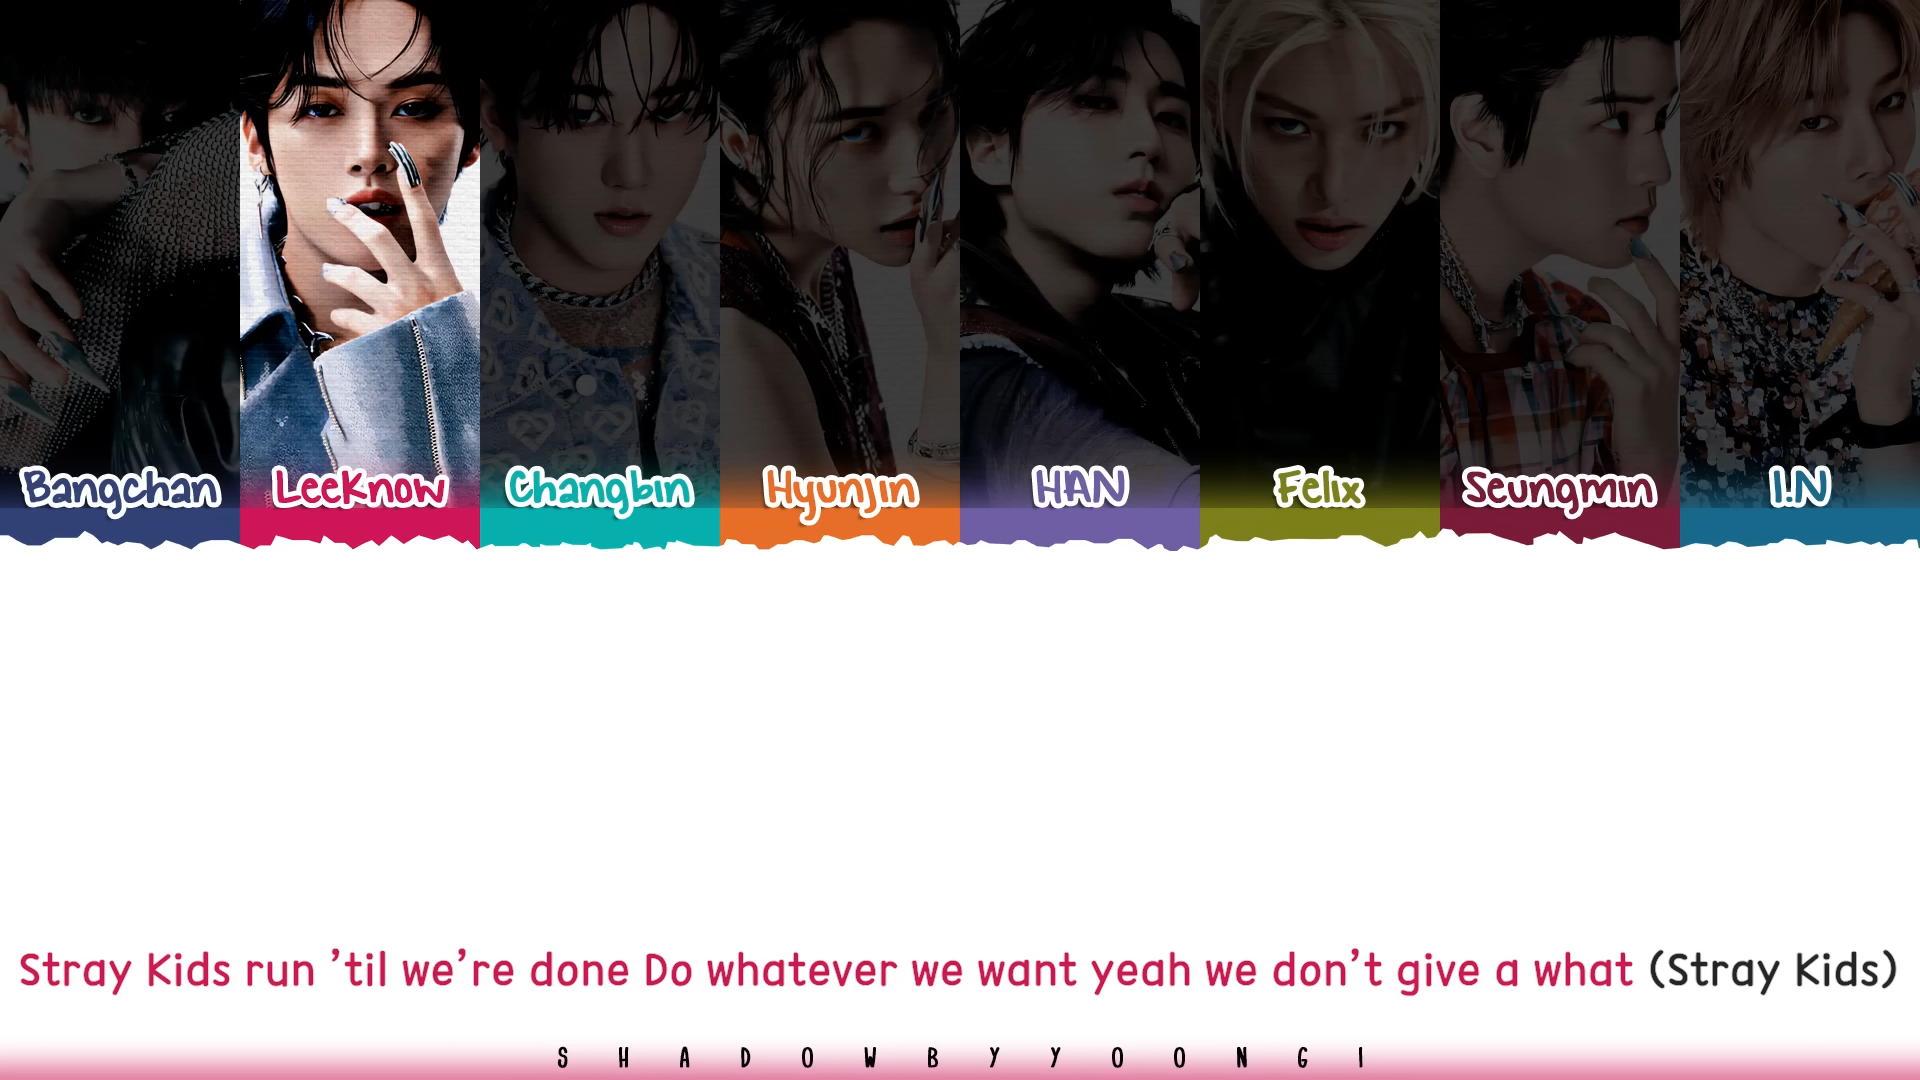 Bangchan LeeKnow Changbin Hyunjin HAN Felix Seungmin I.N
Stray Kids run ’til we’re done Do whatever we want yeah we don’t give a what (Stray Kids)
SHADOWBYYOONGI